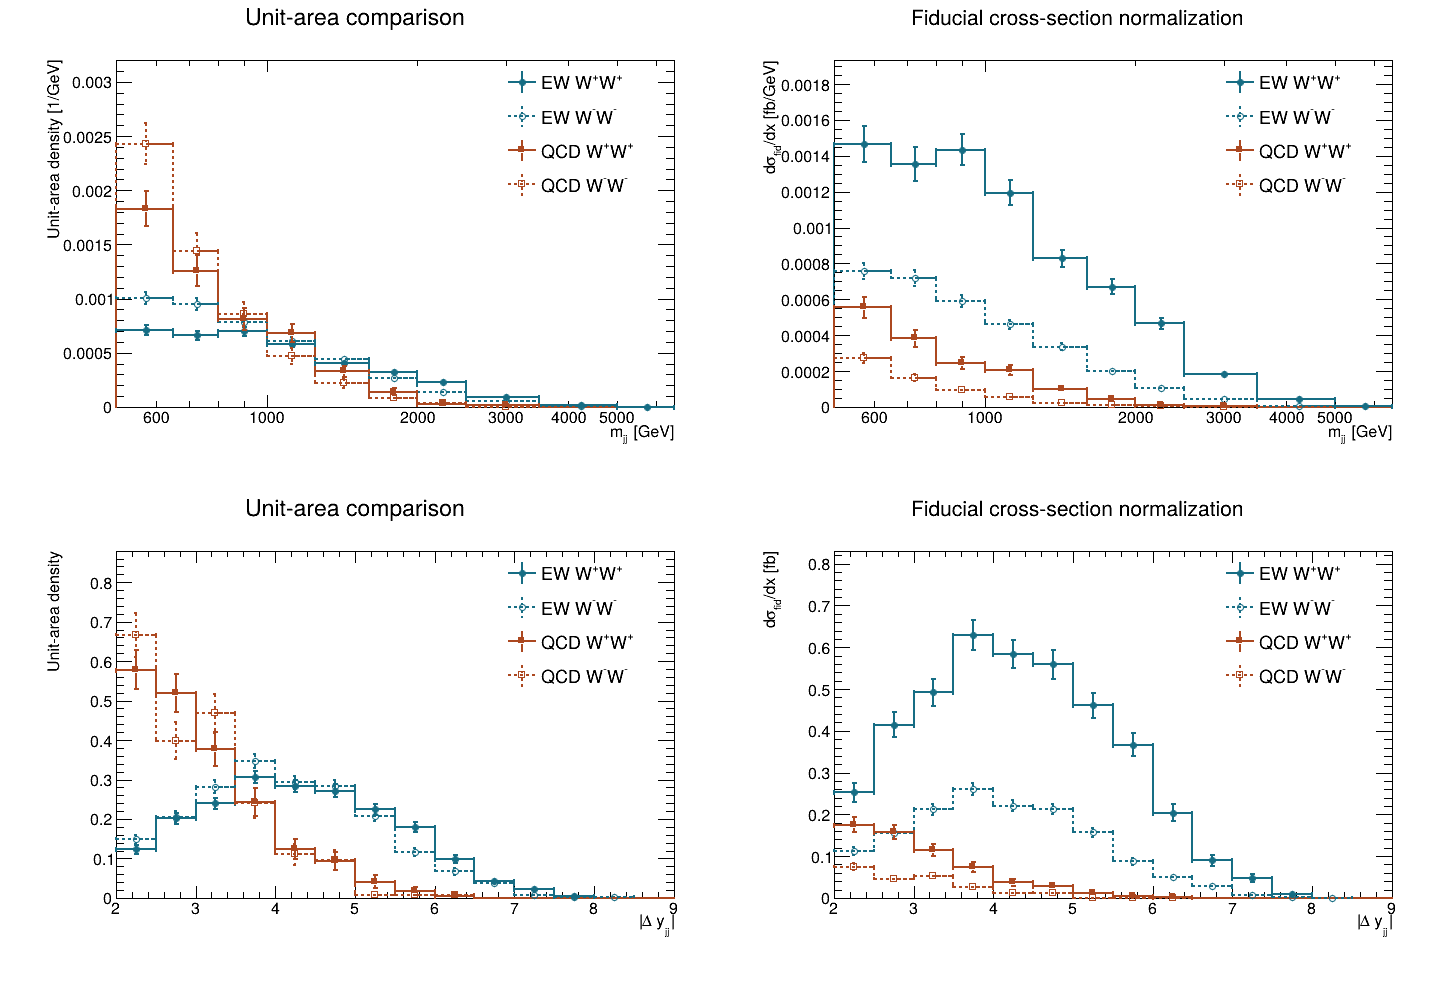 Unit-area comparison
Unit-area density [1/GeV]
0.003
0.0025
0.002
0.0015
0.001
0.0005
0
600
1000
2000
3000
4000
5000
m_jj [GeV]
EW W⁺W⁺
EW W⁻W⁻
QCD W⁺W⁺
QCD W⁻W⁻
Fiducial cross-section normalization
dσ_fid/dx [fb/GeV]
0.0018
0.0016
0.0014
0.0012
0.001
0.0008
0.0006
0.0004
0.0002
0
600
1000
2000
3000
4000
5000
m_jj [GeV]
EW W⁺W⁺
EW W⁻W⁻
QCD W⁺W⁺
QCD W⁻W⁻
Unit-area comparison
Unit-area density
0.8
0.7
0.6
0.5
0.4
0.3
0.2
0.1
0
2
3
4
5
6
7
8
9
|Δ y_jj|
EW W⁺W⁺
EW W⁻W⁻
QCD W⁺W⁺
QCD W⁻W⁻
Fiducial cross-section normalization
dσ_fid/dx [fb]
0.8
0.7
0.6
0.5
0.4
0.3
0.2
0.1
0
2
3
4
5
6
7
8
9
|Δ y_jj|
EW W⁺W⁺
EW W⁻W⁻
QCD W⁺W⁺
QCD W⁻W⁻